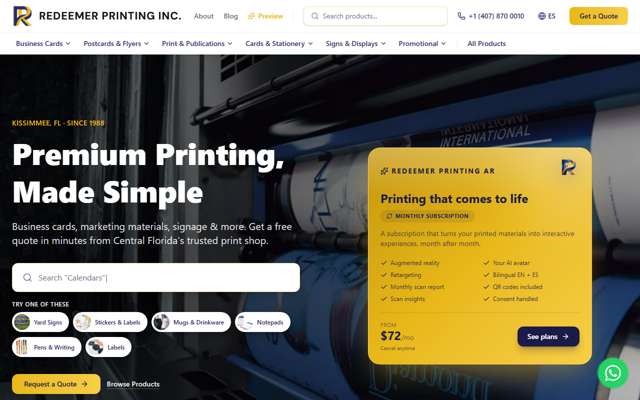 REDEEMER PRINTING INC.
About
Blog
Preview
Search products...
+1 (407) 870 0010
ES
Get a Quote
Business Cards
Postcards & Flyers
Print & Publications
Cards & Stationery
Signs & Displays
Promotional
All Products
KISSIMMEE, FL · SINCE 1988
Premium Printing,
Made Simple
Business cards, marketing materials, signage & more. Get a free
quote in minutes from Central Florida's trusted print shop.
Search "Calendars"|
TRY ONE OF THESE
Yard Signs
Stickers & Labels
Mugs & Drinkware
Notepads
Pens & Writing
Labels
Request a Quote
Browse Products
INTERNATIONAL
REDEEMER PRINTING AR
Printing that comes to life
MONTHLY SUBSCRIPTION
A subscription that turns your printed materials into interactive
experiences, month after month.
Augmented reality
Your AI avatar
Retargeting
Bilingual EN + ES
Monthly scan report
QR codes included
Scan insights
Consent handled
FROM
$72/mo
Cancel anytime
See plans